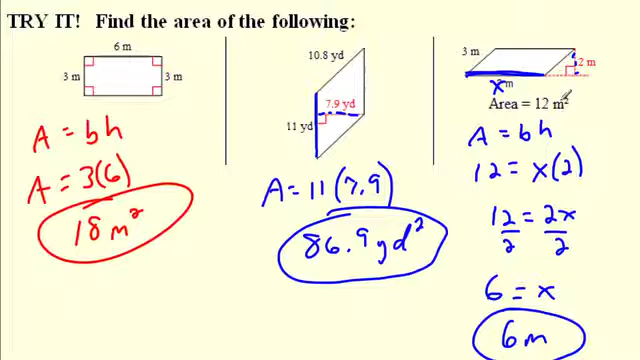 TRY IT! Find the area of the following:
6 m
3 m
3 m
A = bh
A = 3(6)
18 m²
10.8 yd
7.9 yd
11 yd
A = 11(7.9)
86.9 yd²
3 m
2 m
x m
Area = 12 m²
A = bh
12 = x(2)
12 = 2x
2 2
6 = x
6m